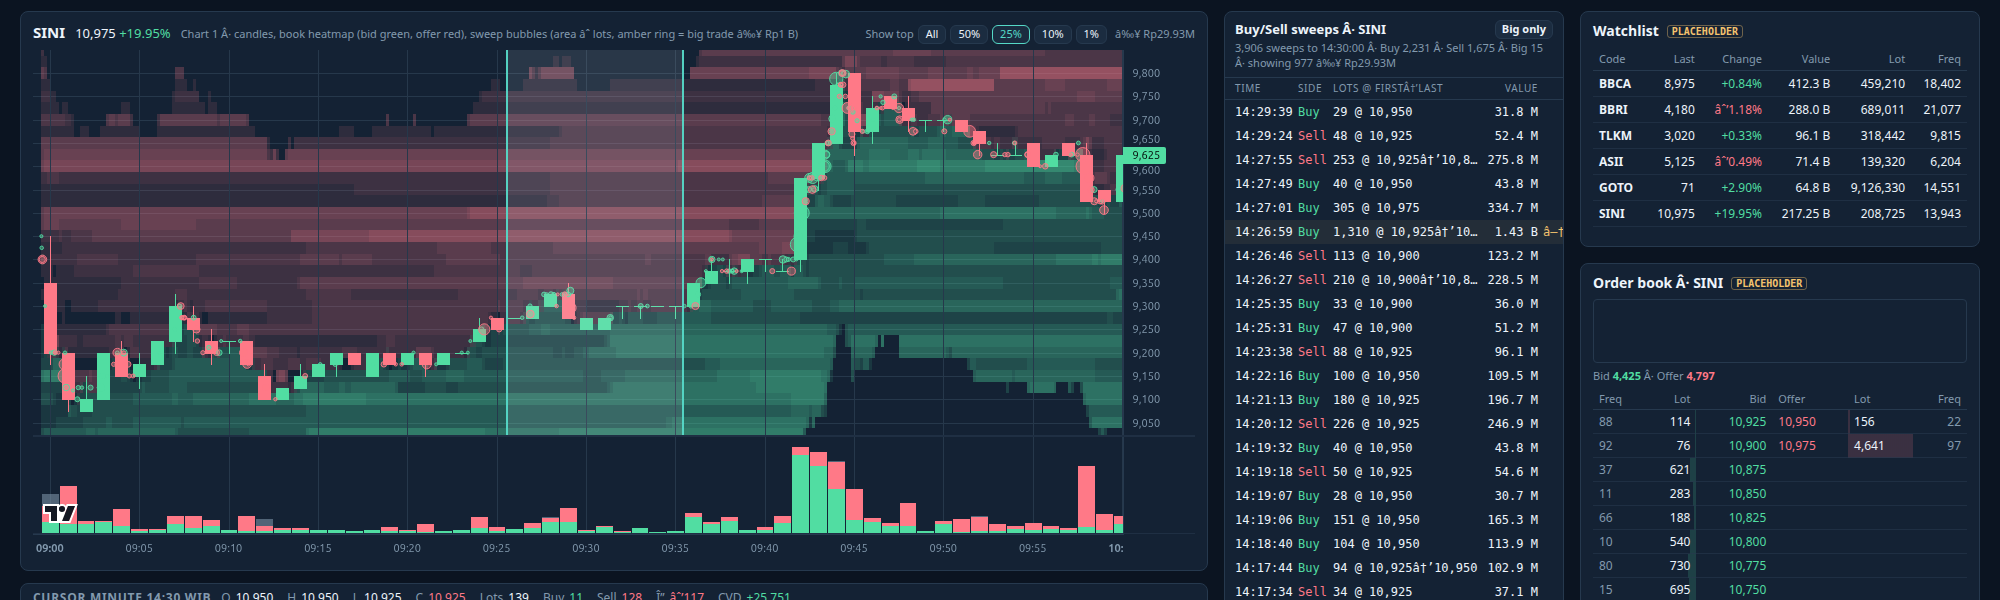 SINI 10,975 +19.95% Chart 1 Â· candles, book heatmap (bid green, offer red), sweep bubbles (area âˆ lots, amber ring = big trade â‰¥ Rp1 B) Show top All 50% 25% 10% 1% â‰¥ Rp29.93M
9,800
9,750
9,700
9,650
9,625
9,600
9,550
9,500
9,450
9,400
9,350
9,300
9,250
9,200
9,150
9,100
9,050
09:00 09:05 09:10 09:15 09:20 09:25 09:30 09:35 09:40 09:45 09:50 09:55 10:
CURSOR MINUTE 14:30 WIB O 10,950 H 10,950 L 10,925 C 10,925 Lots 139 Buy 11 Sell 128 Î” âˆ’117 CVD +25,751
Buy/Sell sweeps Â· SINI Big only
3,906 sweeps to 14:30:00 Â· Buy 2,231 Â· Sell 1,675 Â· Big 15
Â· showing 977 â‰¥ Rp29.93M
TIME SIDE LOTS @ FIRSTÂ†'LAST VALUE
14:29:39 Buy 29 @ 10,950 31.8 M
14:29:24 Sell 48 @ 10,925 52.4 M
14:27:55 Sell 253 @ 10,925â†’10,8… 275.8 M
14:27:49 Buy 40 @ 10,950 43.8 M
14:27:01 Buy 305 @ 10,975 334.7 M
14:26:59 Buy 1,310 @ 10,925â†’10… 1.43 B â—†
14:26:46 Sell 113 @ 10,900 123.2 M
14:26:27 Sell 210 @ 10,900â†’10,8… 228.5 M
14:25:35 Buy 33 @ 10,900 36.0 M
14:25:31 Buy 47 @ 10,900 51.2 M
14:23:38 Sell 88 @ 10,925 96.1 M
14:22:16 Buy 100 @ 10,950 109.5 M
14:21:13 Buy 180 @ 10,925 196.7 M
14:20:12 Sell 226 @ 10,925 246.9 M
14:19:32 Buy 40 @ 10,950 43.8 M
14:19:18 Sell 50 @ 10,925 54.6 M
14:19:07 Buy 28 @ 10,950 30.7 M
14:19:06 Buy 151 @ 10,950 165.3 M
14:18:40 Buy 104 @ 10,950 113.9 M
14:17:44 Buy 94 @ 10,925â†’10,950 102.9 M
14:17:34 Sell 34 @ 10,925 37.1 M
Watchlist PLACEHOLDER
Code Last Change Value Lot Freq
BBCA 8,975 +0.84% 412.3 B 459,210 18,402
BBRI 4,180 âˆ’1.18% 288.0 B 689,011 21,077
TLKM 3,020 +0.33% 96.1 B 318,442 9,815
ASII 5,125 âˆ’0.49% 71.4 B 139,320 6,204
GOTO 71 +2.90% 64.8 B 9,126,330 14,551
SINI 10,975 +19.95% 217.25 B 208,725 13,943
Order book Â· SINI PLACEHOLDER
Bid 4,425 Â· Offer 4,797
Freq Lot Bid Offer Lot Freq
88 114 10,925 10,950 156 22
92 76 10,900 10,975 4,641 97
37 621 10,875
11 283 10,850
66 188 10,825
10 540 10,800
80 730 10,775
15 695 10,750